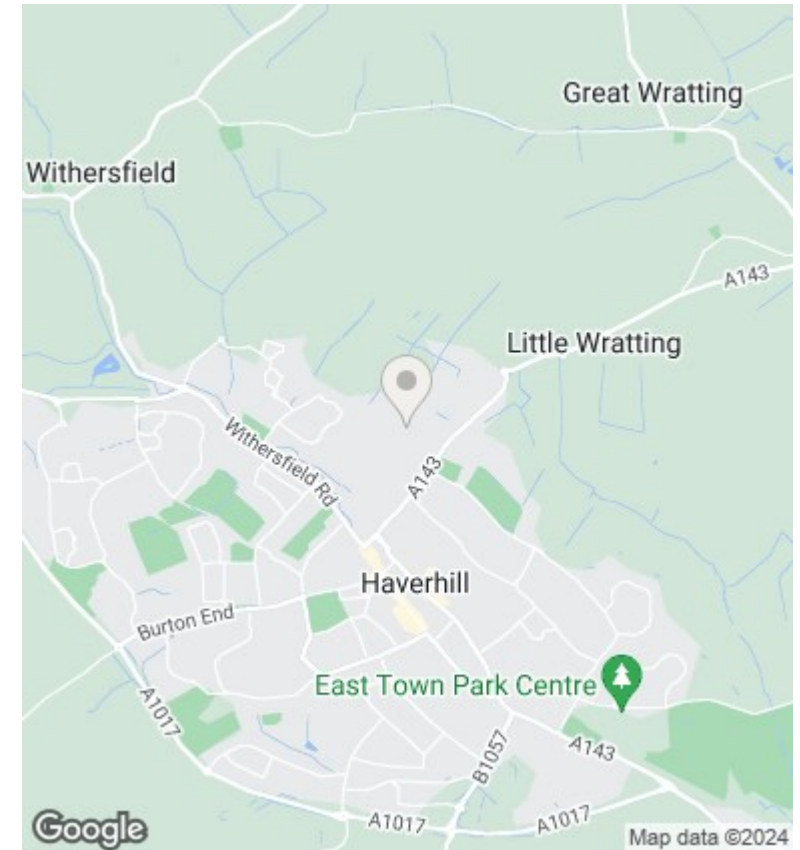 Great Wratting
Withersfield
A143
Little Wratting
Withersfield Rd
A143
Haverhill
Burton End
East Town Park Centre
A1017
B1057
A143
A1017
A1017
Google
Map data ©2024